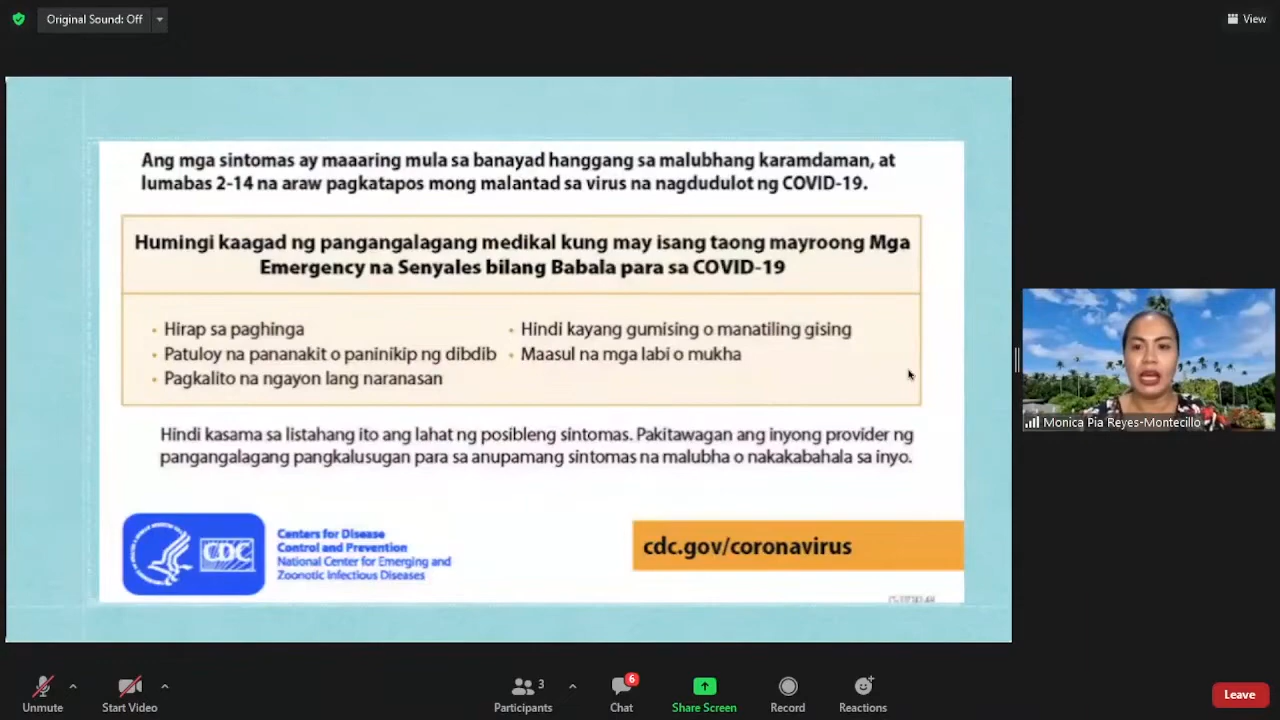 Original Sound: Off
View
Ang mga sintomas ay maaaring mula sa banayad hanggang sa malubhang karamdaman, at
lumabas 2-14 na araw pagkatapos mong malantad sa virus na nagdudulot ng COVID-19.
Humingi kaagad ng pangangalagang medikal kung may isang taong mayroong Mga
Emergency na Senyales bilang Babala para sa COVID-19
• Hirap sa paghinga
• Patuloy na pananakit o paninikip ng dibdib
• Pagkalito na ngayon lang naranasan
• Hindi kayang gumising o manatiling gising
• Maasul na mga labi o mukha
Hindi kasama sa listahang ito ang lahat ng posibleng sintomas. Pakitawagan ang inyong provider ng
pangangalagang pangkalusugan para sa anupamang sintomas na malubha o nakakabahala sa inyo.
CDC
Centers for Disease
Control and Prevention
National Center for Emerging and
Zoonotic Infectious Diseases
cdc.gov/coronavirus
Monica Pia Reyes-Montecillo
Unmute
Start Video
Participants
3
Chat
6
Share Screen
Record
Reactions
Leave